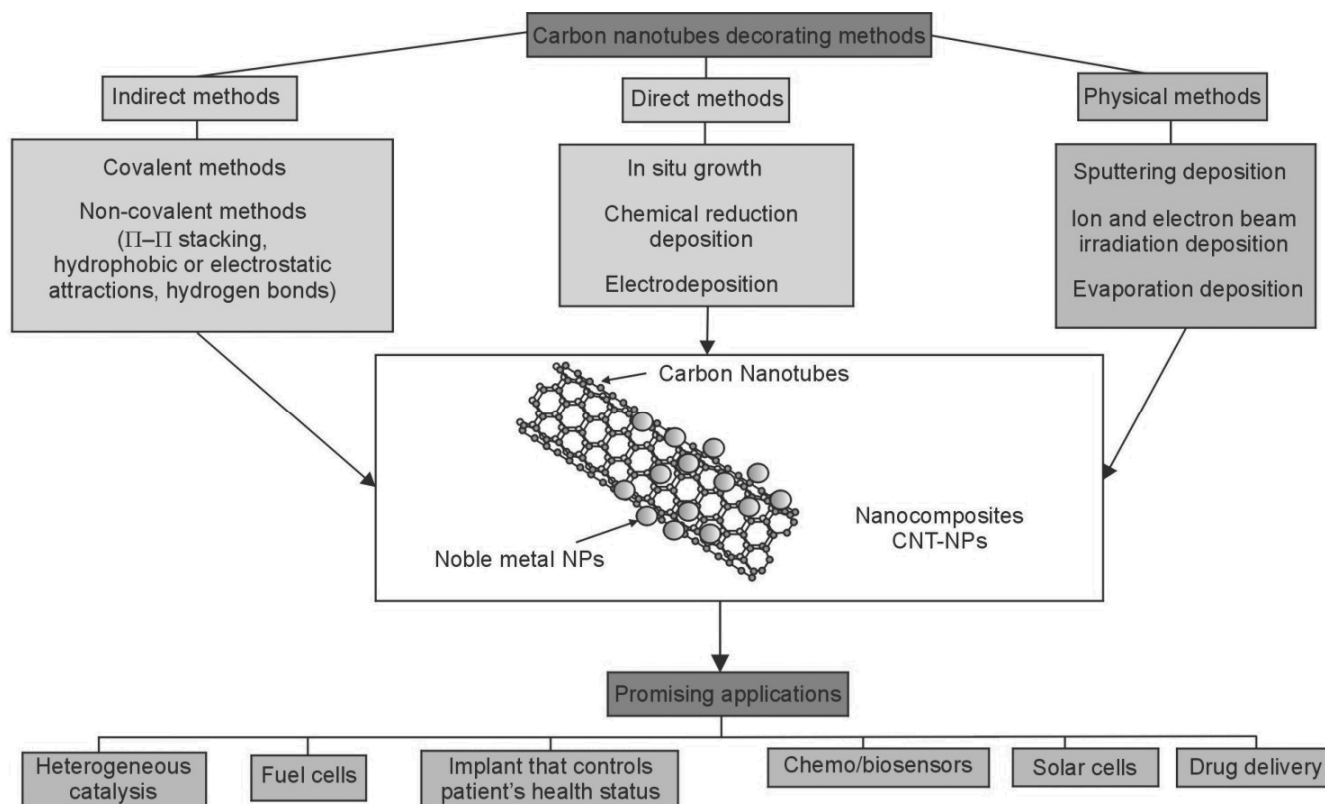 Carbon nanotubes decorating methods
Indirect methods
Direct methods
Physical methods
Covalent methods
Non-covalent methods
(Π–Π stacking,
hydrophobic or electrostatic
attractions, hydrogen bonds)
In situ growth
Chemical reduction
deposition
Electrodeposition
Sputtering deposition
Ion and electron beam
irradiation deposition
Evaporation deposition
Carbon Nanotubes
Noble metal NPs
Nanocomposites
CNT-NPs
Promising applications
Heterogeneous
catalysis
Fuel cells
Implant that controls
patient’s health status
Chemo/biosensors
Solar cells
Drug delivery